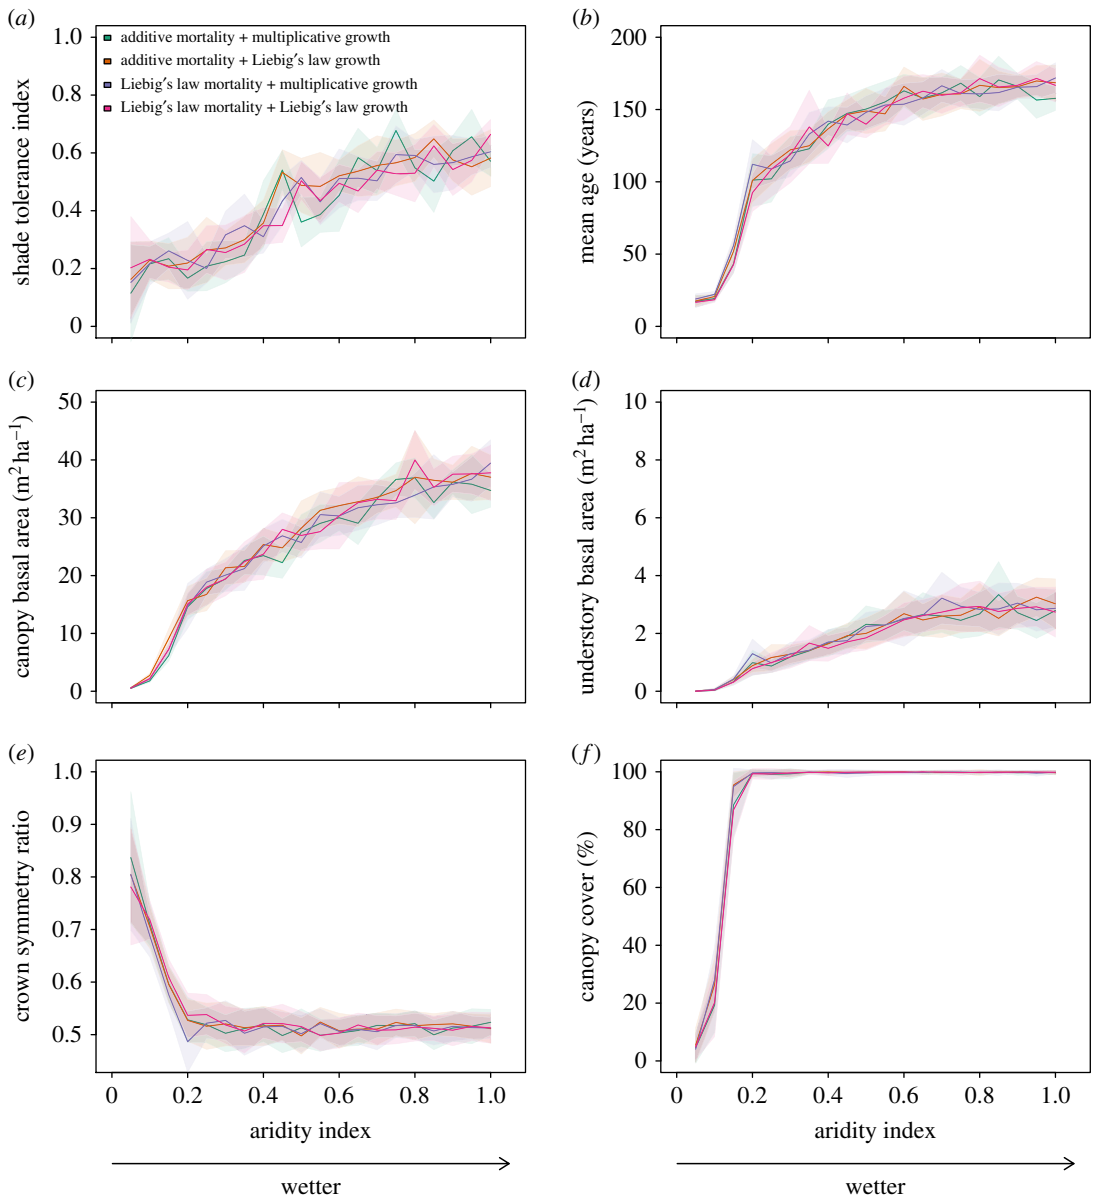 (a)
shade tolerance index
1.0
0.8
0.6
0.4
0.2
0
additive mortality + multiplicative growth
additive mortality + Liebig′s law growth
Liebig′s law mortality + multiplicative growth
Liebig′s law mortality + Liebig′s law growth
(b)
mean age (years)
200
150
100
50
0
(c)
canopy basal area (m² ha⁻¹)
50
40
30
20
10
0
(d)
understory basal area (m² ha⁻¹)
10
8
6
4
2
0
(e)
crown symmetry ratio
1.0
0.9
0.8
0.7
0.6
0.5
0 0.2 0.4 0.6 0.8 1.0
aridity index
wetter
(f)
canopy cover (%)
100
80
60
40
20
0
0 0.2 0.4 0.6 0.8 1.0
aridity index
wetter